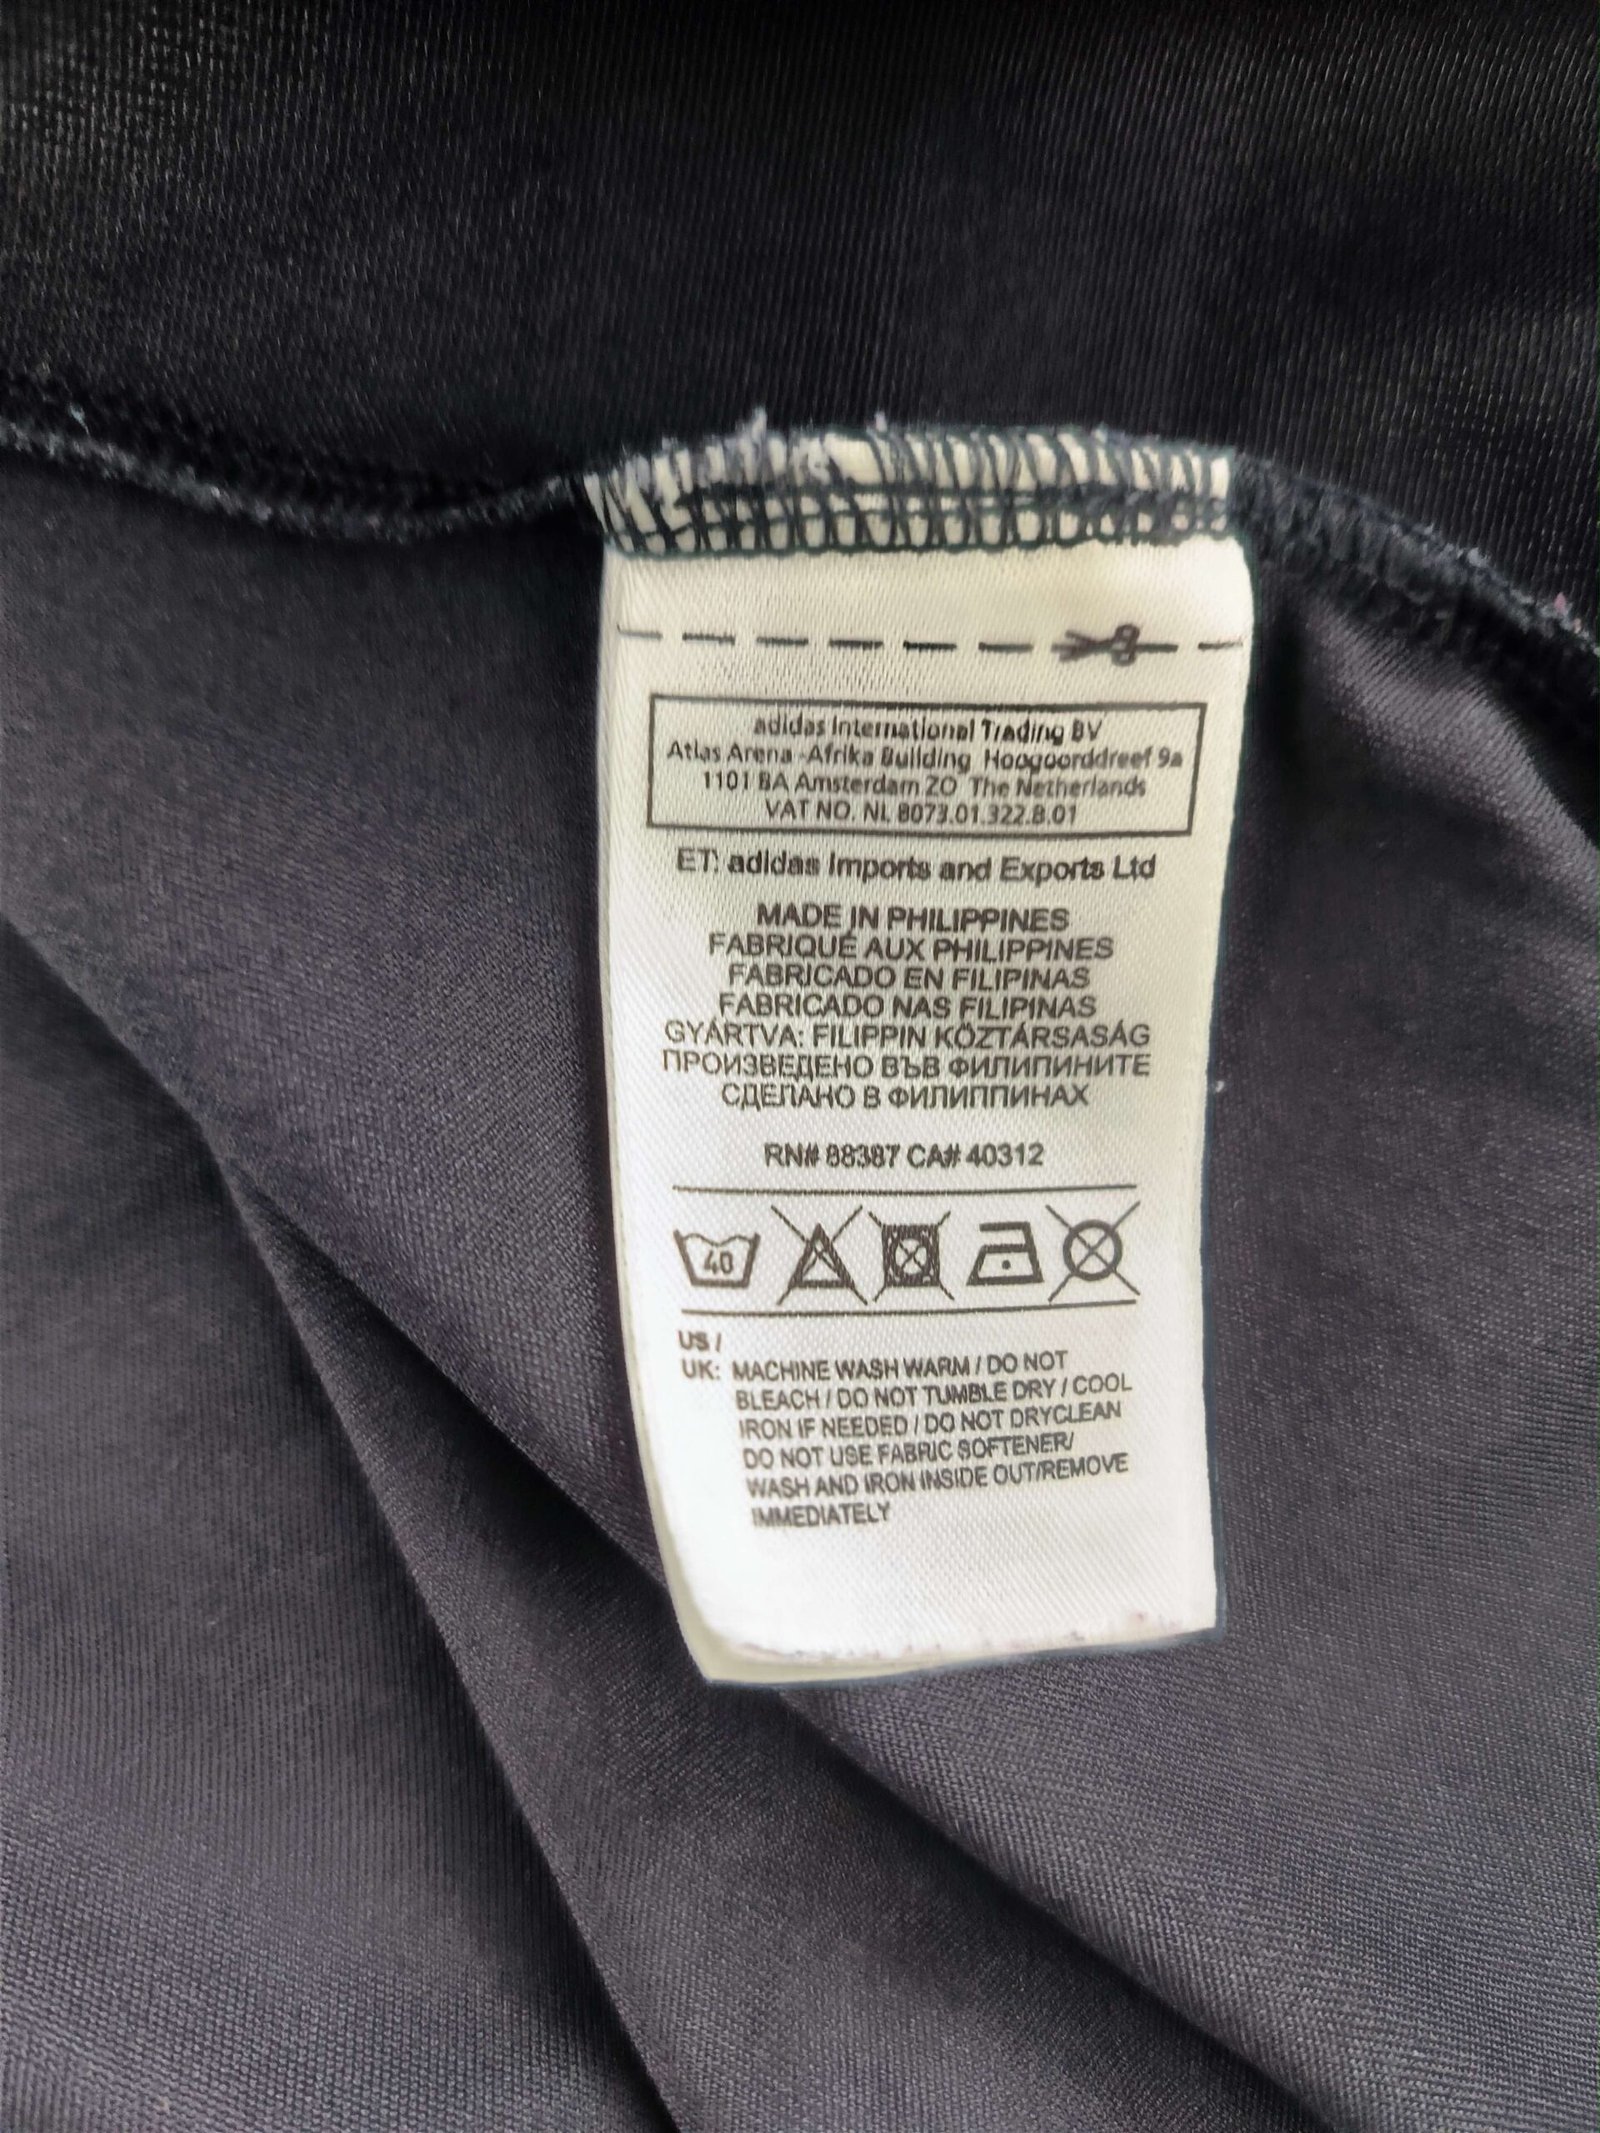 adidas International Trading BV
Atlas Arena -Afrika Building Hoogoorddreef 9a
1101 BA Amsterdam ZO The Netherlands
VAT NO. NL 8073.01.322.B.01
ET: adidas Imports and Exports Ltd
MADE IN PHILIPPINES
FABRIQUÉ AUX PHILIPPINES
FABRICADO EN FILIPINAS
FABRICADO NAS FILIPINAS
GYÁRTVA: FILIPPIN KÖZTÁRSASÁG
ПРОИЗВЕДЕНО ВЪВ ФИЛИПИНИТЕ
СДЕЛАНО В ФИЛИППИНАХ
RN# 88387 CA# 40312
40
US /
UK: MACHINE WASH WARM / DO NOT
BLEACH / DO NOT TUMBLE DRY / COOL
IRON IF NEEDED / DO NOT DRYCLEAN
DO NOT USE FABRIC SOFTENER/
WASH AND IRON INSIDE OUT/REMOVE
IMMEDIATELY